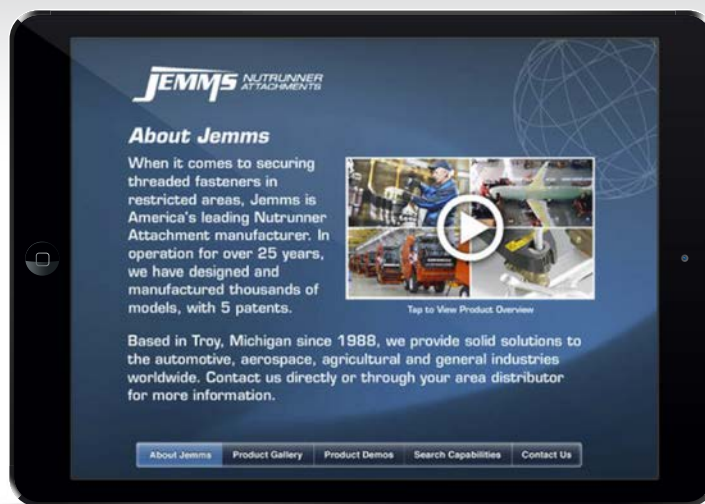 JEMMS NUTRUNNER
ATTACHMENTS
About Jemms
When it comes to securing
threaded fasteners in
restricted areas, Jemms is
America's leading Nutrunner
Attachment manufacturer. In
operation for over 25 years,
we have designed and
manufactured thousands of
models, with 5 patents.
Tap to View Product Overview
Based in Troy, Michigan since 1988, we provide solid solutions to
the automotive, aerospace, agricultural and general industries
worldwide. Contact us directly or through your area distributor
for more information.
About Jemms Product Gallery Product Demos Search Capabilities Contact Us